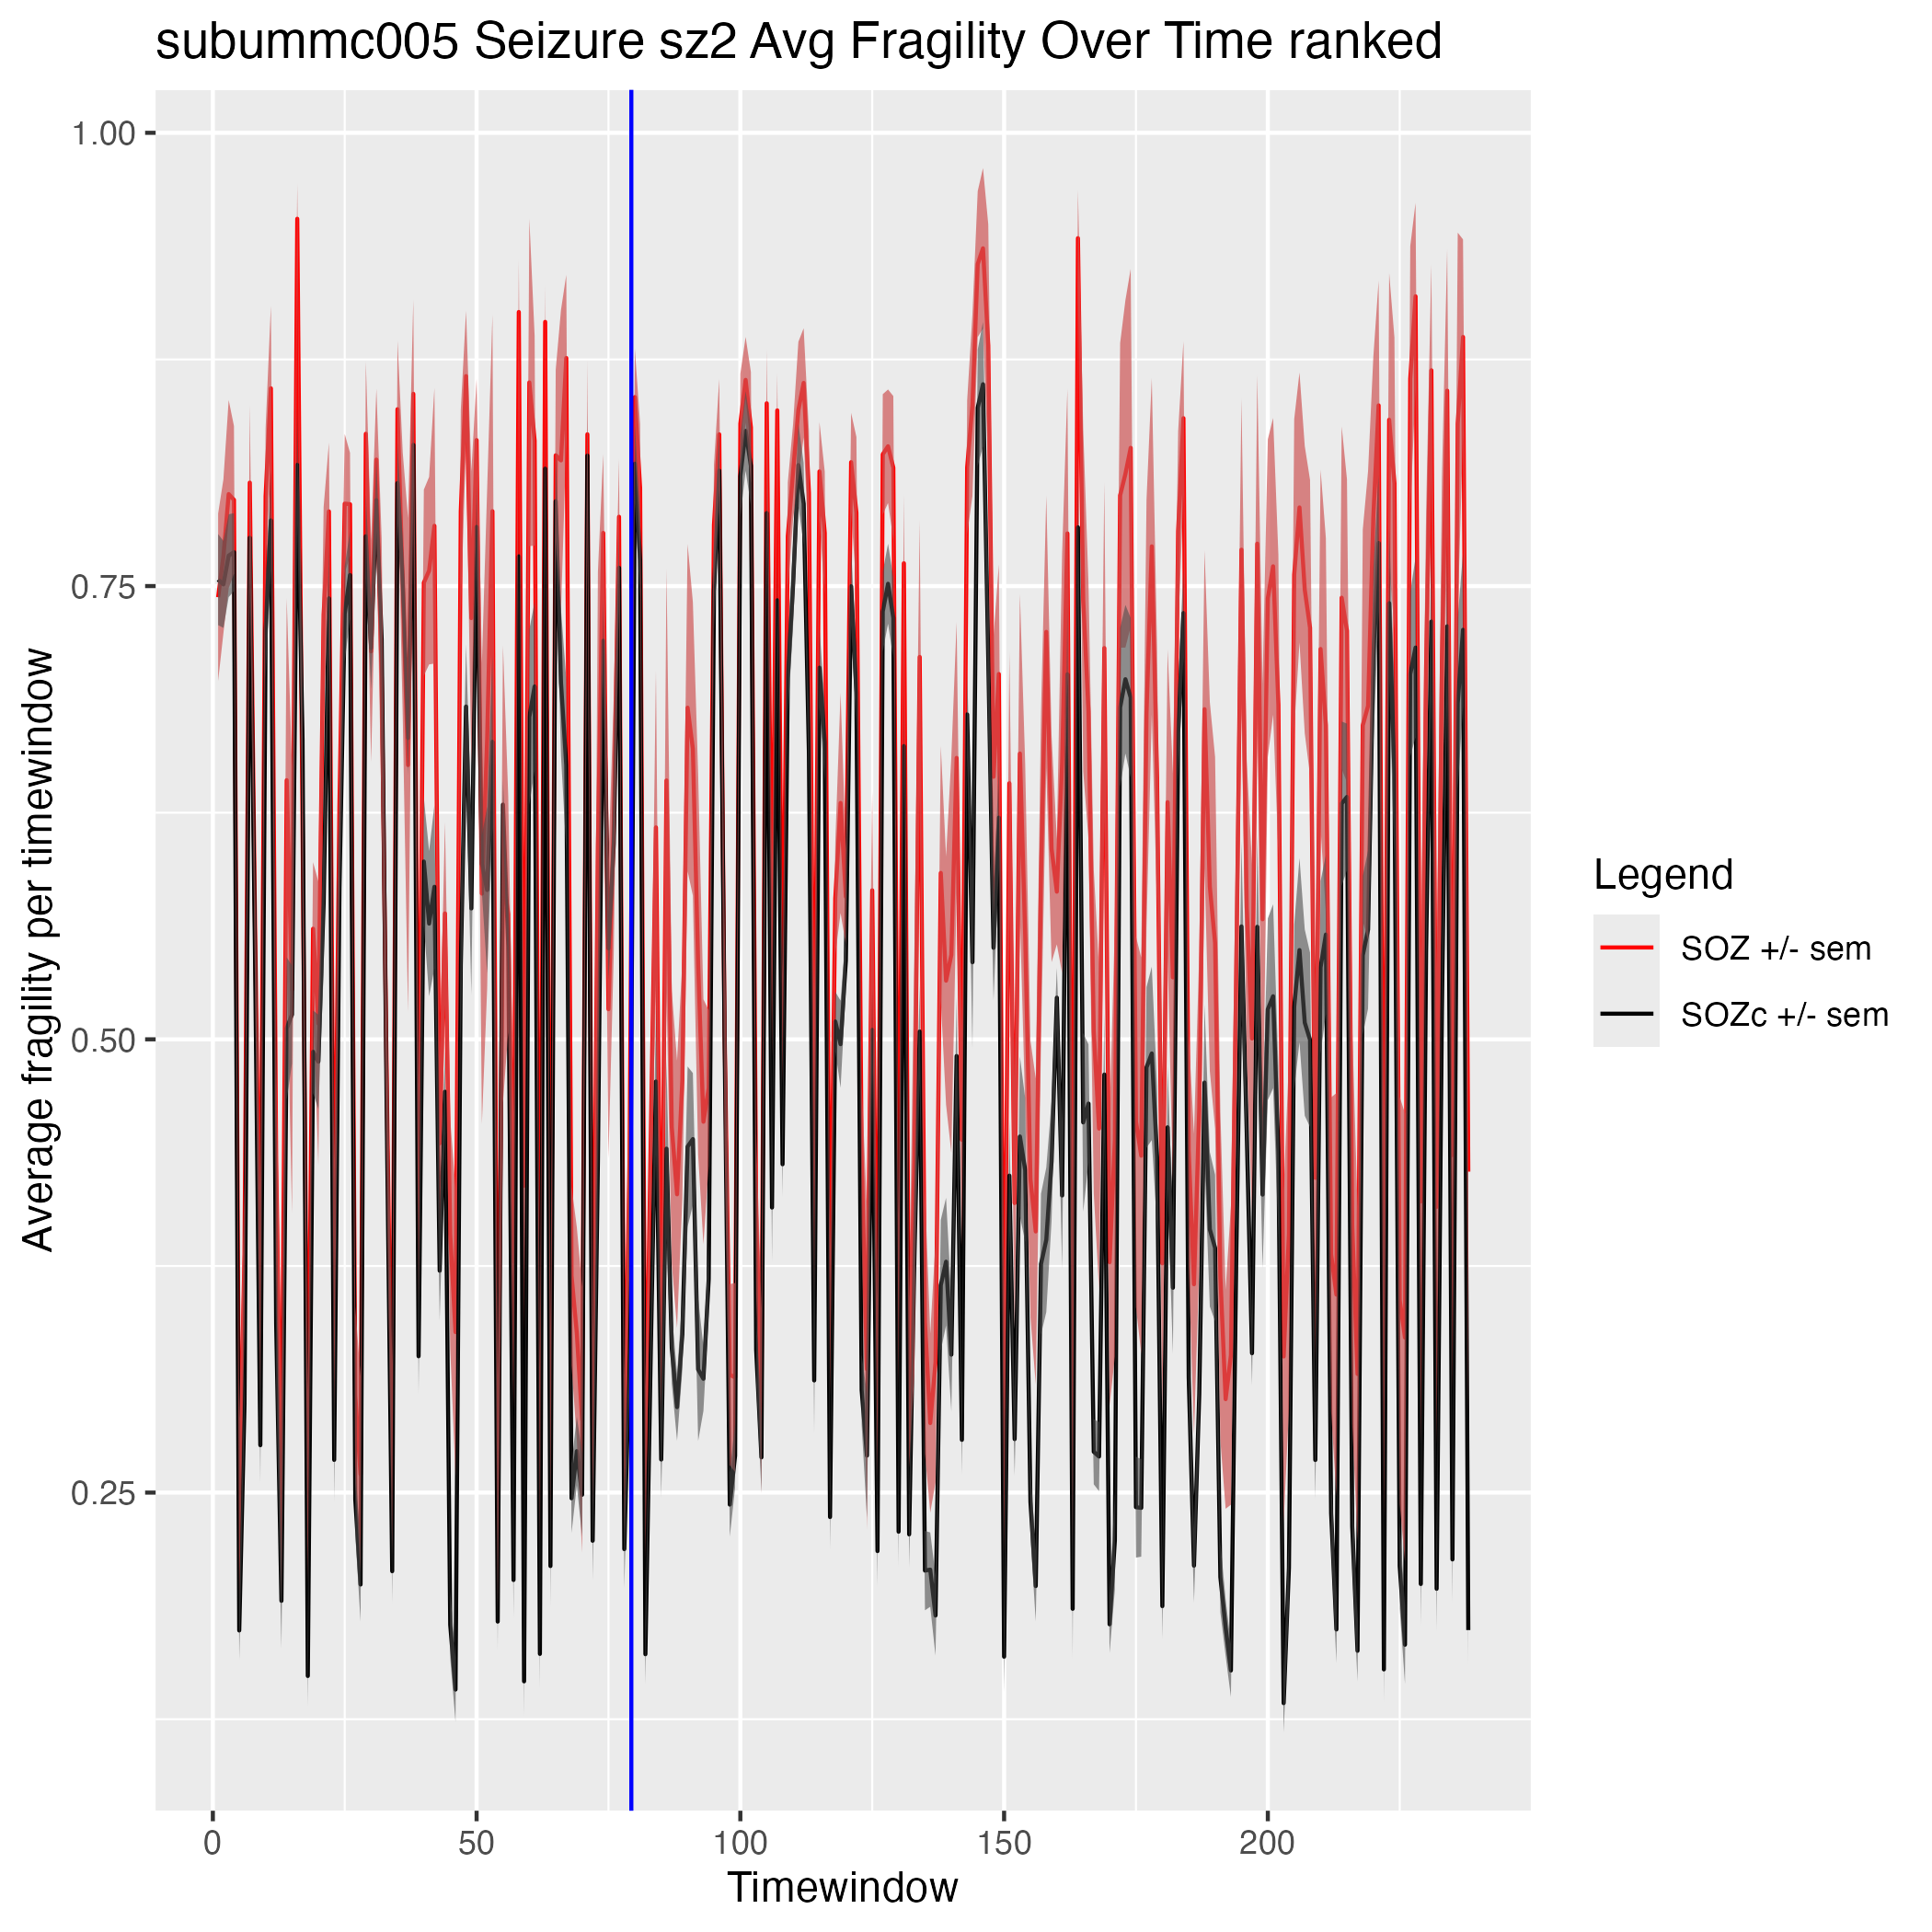 subummc005 Seizure sz2 Avg Fragility Over Time ranked
1.00
0.75
0.50
0.25
Average fragility per timewindow
0
50
100
150
200
Timewindow
Legend
SOZ +/- sem
SOZc +/- sem